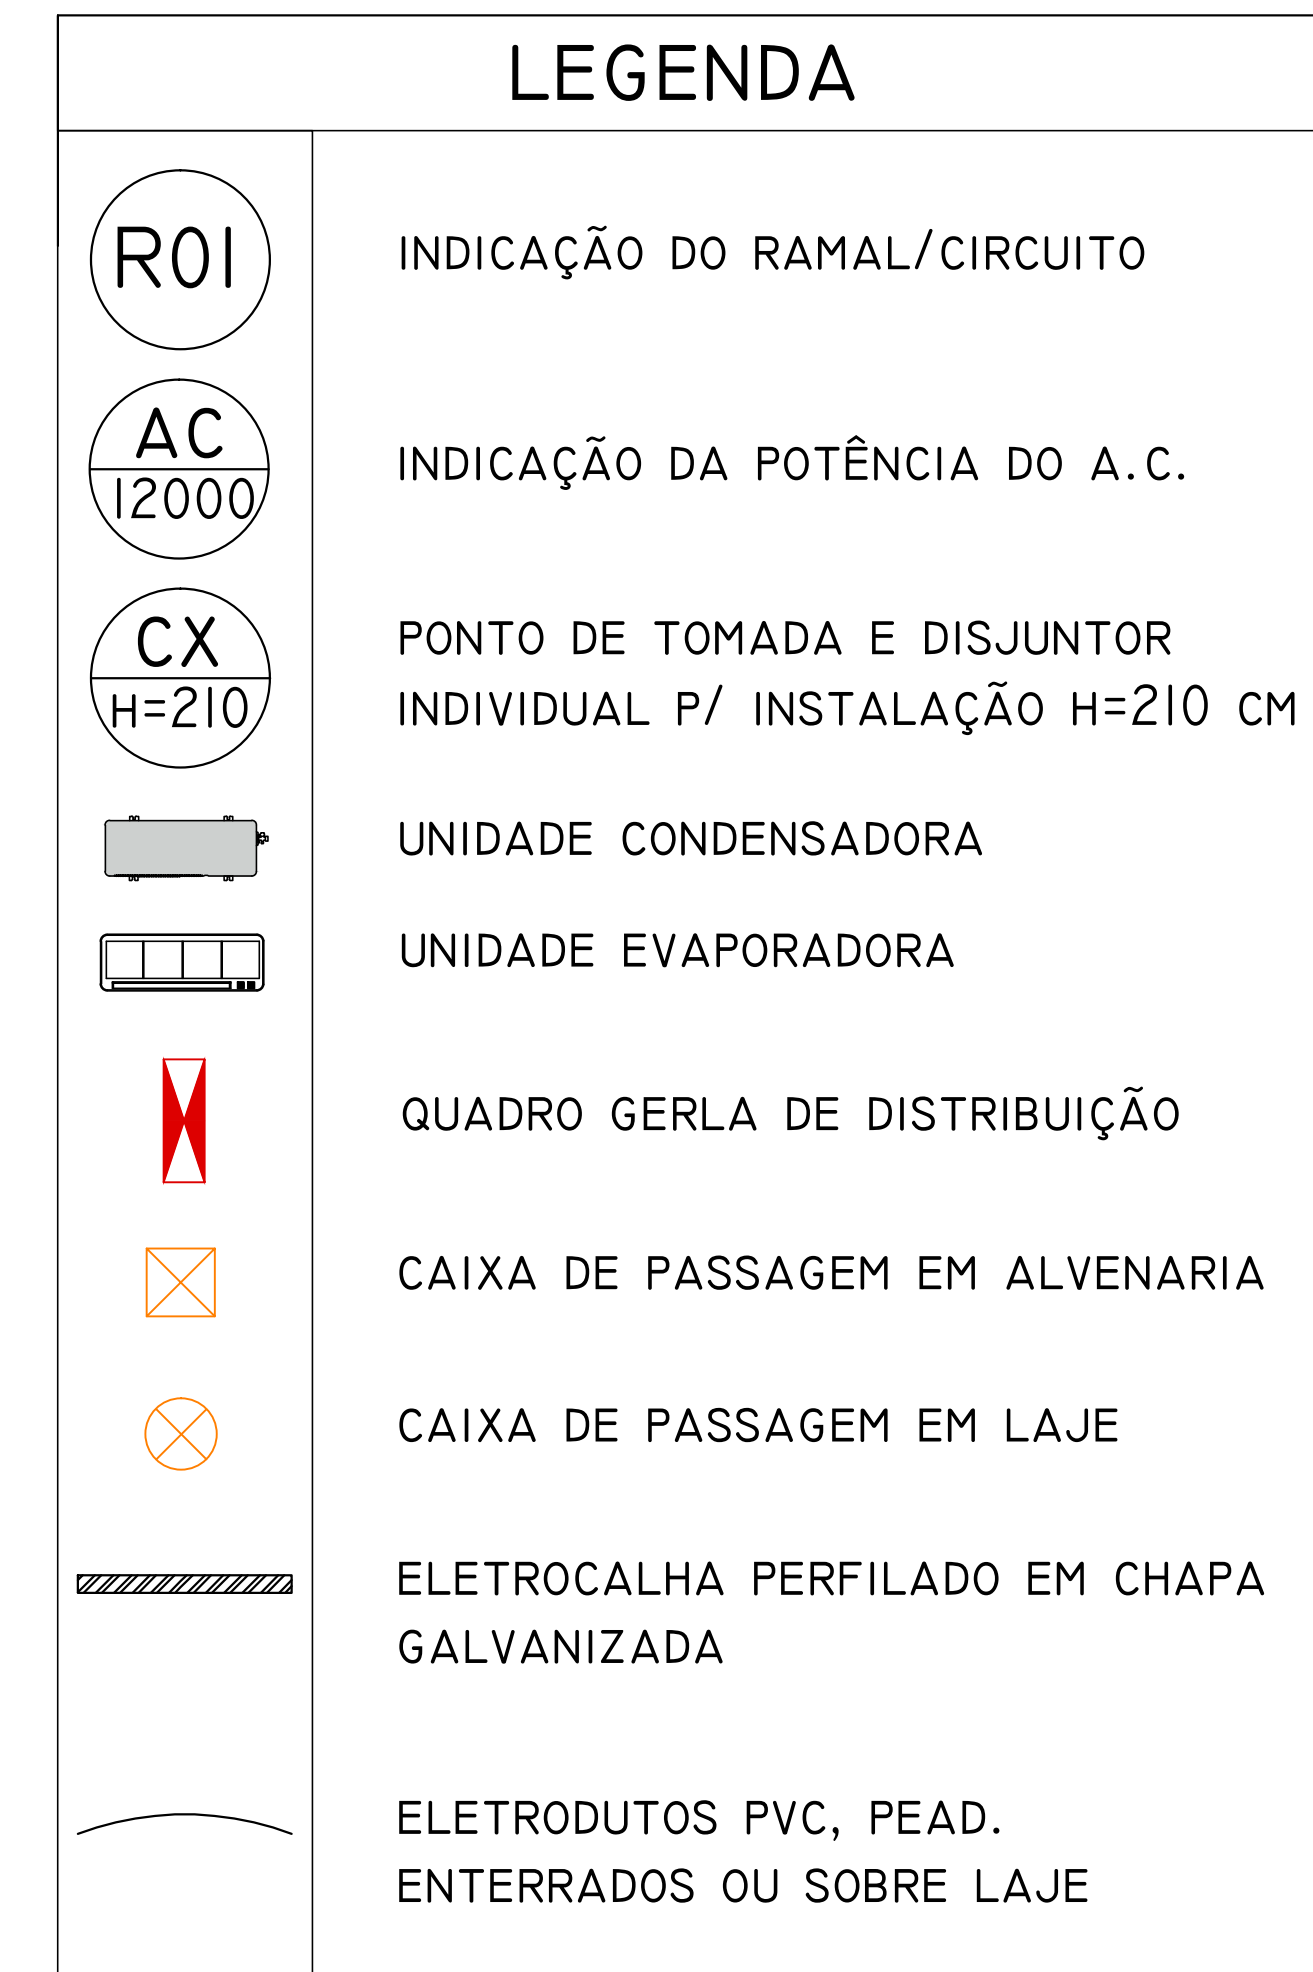 LEGENDA
R01
INDICAÇÃO DO RAMAL/CIRCUITO
AC
12000
INDICAÇÃO DA POTÊNCIA DO A.C.
CX
H=210
PONTO DE TOMADA E DISJUNTOR
INDIVIDUAL P/ INSTALAÇÃO H=210 CM
UNIDADE CONDENSADORA
UNIDADE EVAPORADORA
QUADRO GERLA DE DISTRIBUIÇÃO
CAIXA DE PASSAGEM EM ALVENARIA
CAIXA DE PASSAGEM EM LAJE
ELETROCALHA PERFILADO EM CHAPA
GALVANIZADA
ELETRODUTOS PVC, PEAD.
ENTERRADOS OU SOBRE LAJE